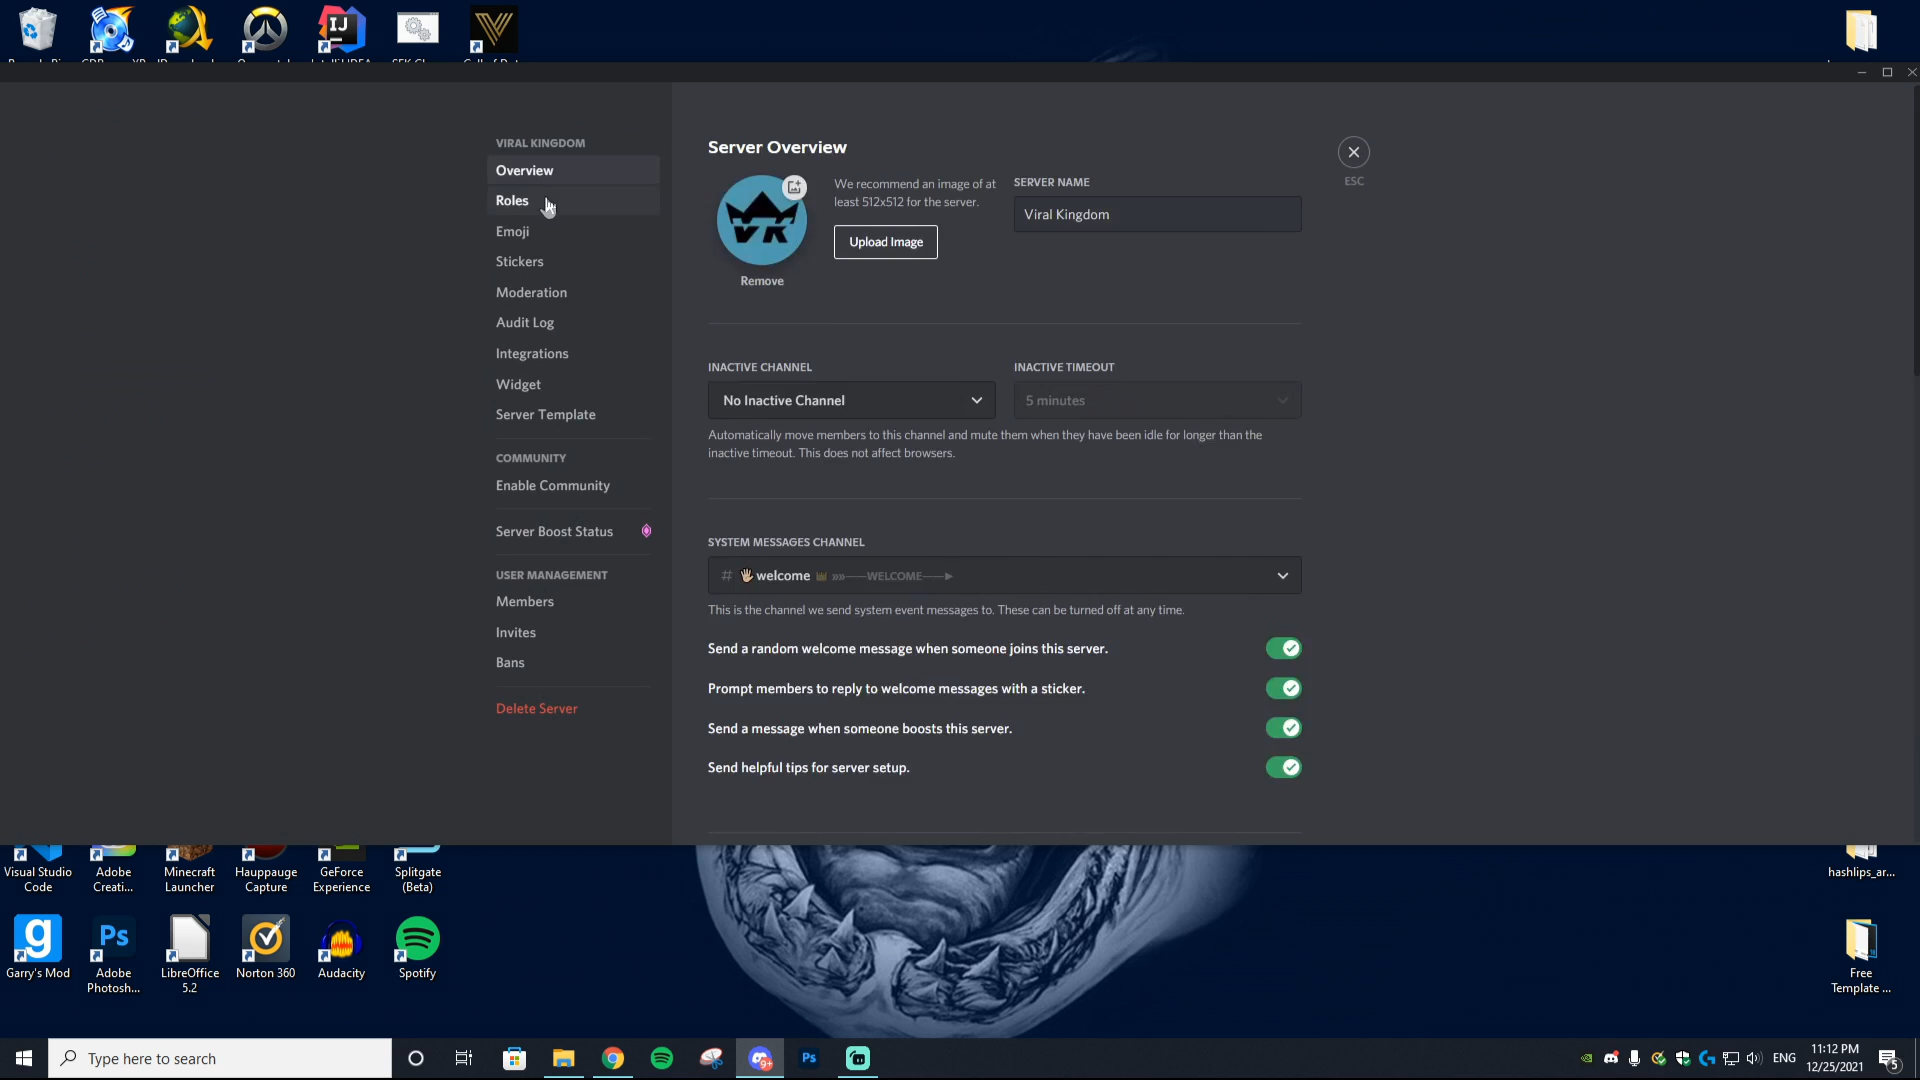 VIRAL KINGDOM
Overview
Roles
Emoji
Stickers
Moderation
Audit Log
Integrations
Widget
Server Template
COMMUNITY
Enable Community
Server Boost Status
USER MANAGEMENT
Members
Invites
Bans
Delete Server
Server Overview
VK
Remove
We recommend an image of at
least 512x512 for the server.
Upload Image
SERVER NAME
Viral Kingdom
ESC
INACTIVE CHANNEL
No Inactive Channel
INACTIVE TIMEOUT
5 minutes
Automatically move members to this channel and mute them when they have been idle for longer than the
inactive timeout. This does not affect browsers.
SYSTEM MESSAGES CHANNEL
# 🖐 welcome 👑 »»——WELCOME——►
This is the channel we send system event messages to. These can be turned off at any time.
Send a random welcome message when someone joins this server.
Prompt members to reply to welcome messages with a sticker.
Send a message when someone boosts this server.
Send helpful tips for server setup.
IJ
Visual Studio
Code
Adobe
Creati...
Minecraft
Launcher
Hauppauge
Capture
GeForce
Experience
Splitgate
(Beta)
hashlips_ar...
g
Garry's Mod
Ps
Adobe
Photosh...
LibreOffice
5.2
Norton 360
Audacity
Spotify
Free
Template ...
Type here to search
9+
Ps
ENG
11:12 PM
12/25/2021
5